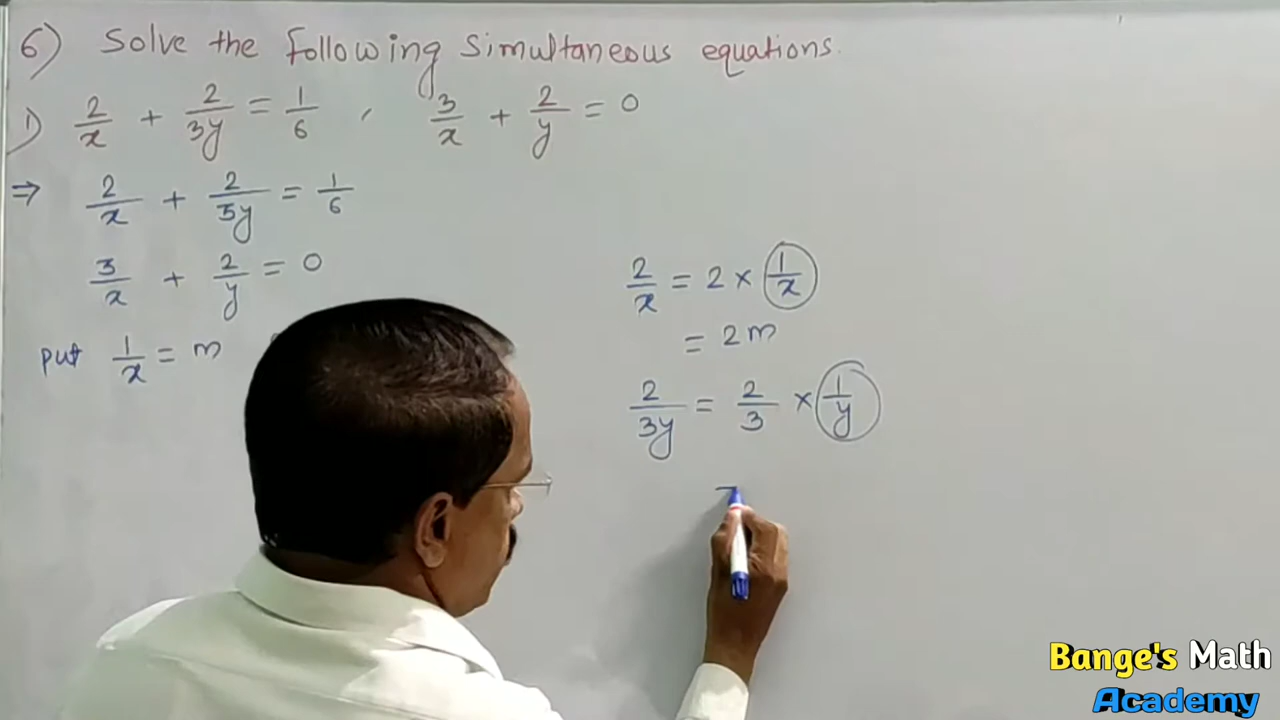 6) Solve the following simultaneous equations.
1) 2/x + 2/3y = 1/6 , 3/x + 2/y = 0
⇒ 2/x + 2/3y = 1/6
3/x + 2/y = 0
put 1/x = m
2/x = 2 × 1/x
= 2m
2/3y = 2/3 × 1/y
Bange's Math
Academy